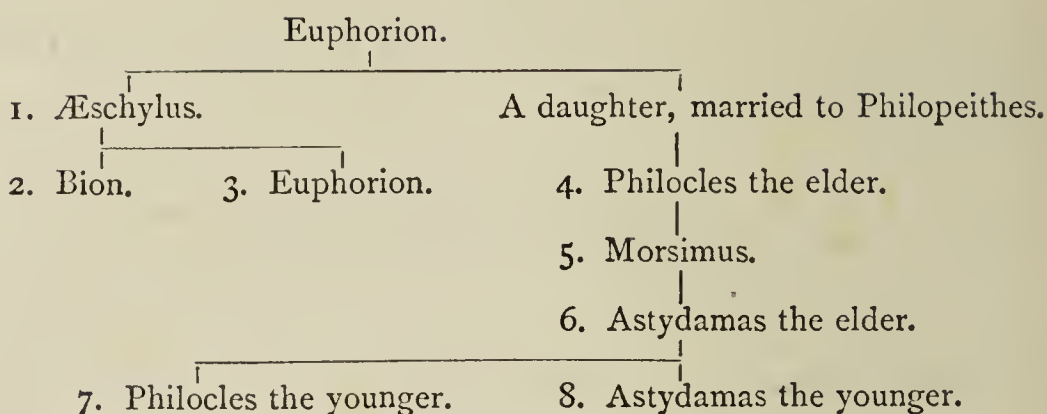 Euphorion.
1. Æschylus. A daughter, married to Philopeithes.
2. Bion. 3. Euphorion. 4. Philocles the elder.
5. Morsimus.
6. Astydamas the elder.
7. Philocles the younger. 8. Astydamas the younger.